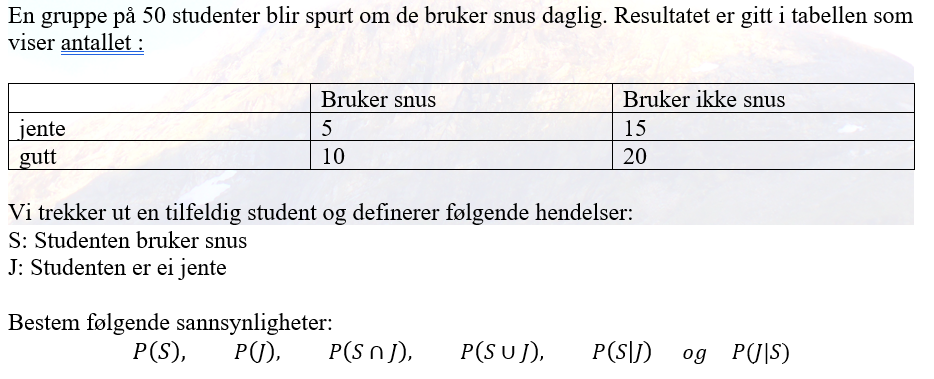 En gruppe på 50 studenter blir spurt om de bruker snus daglig. Resultatet er gitt i tabellen som
viser antallet :
Bruker snus Bruker ikke snus
jente 5 15
gutt 10 20
Vi trekker ut en tilfeldig student og definerer følgende hendelser:
S: Studenten bruker snus
J: Studenten er ei jente
Bestem følgende sannsynligheter:
P(S), P(J), P(S ∩ J), P(S ∪ J), P(S|J) og P(J|S)